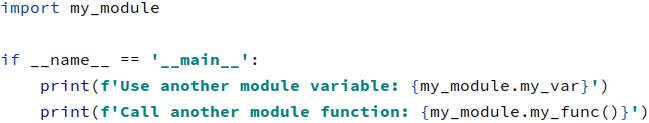 import my_module

if __name__ == '__main__':
    print(f'Use another module variable: {my_module.my_var}')
    print(f'Call another module function: {my_module.my_func()}')